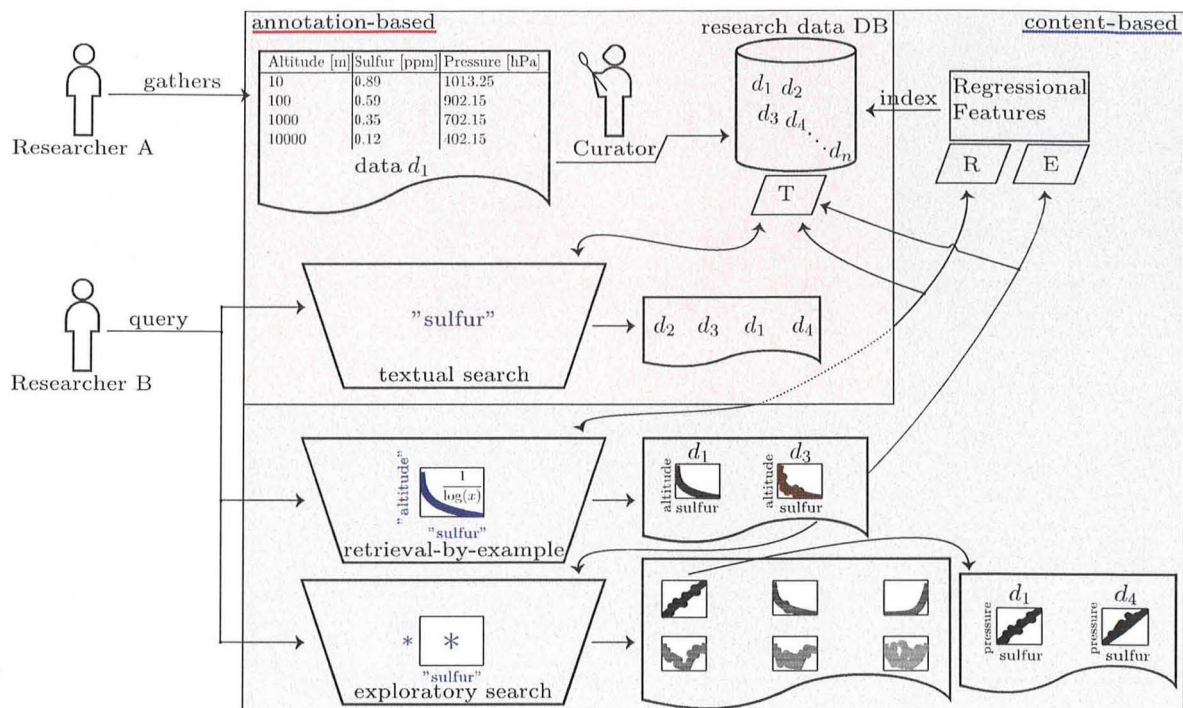 annotation-based
research data DB
content-based
Altitude [m] Sulfur [ppm] Pressure [hPa]
10 0.89 1013.25
100 0.59 902.15
1000 0.35 702.15
10000 0.12 402.15
data d₁
gathers
Researcher A
Curator
d₁ d₂
d₃ d₄
⋱ dₙ
index
Regressional
Features
T
R
E
Researcher B
query
"sulfur"
textual search
d₂ d₃ d₁ d₄
"altitude"
1
log(x)
"sulfur"
retrieval-by-example
d₁
altitude
sulfur
d₃
altitude
sulfur
*
*
"sulfur"
exploratory search
d₁
pressure
sulfur
d₄
pressure
sulfur